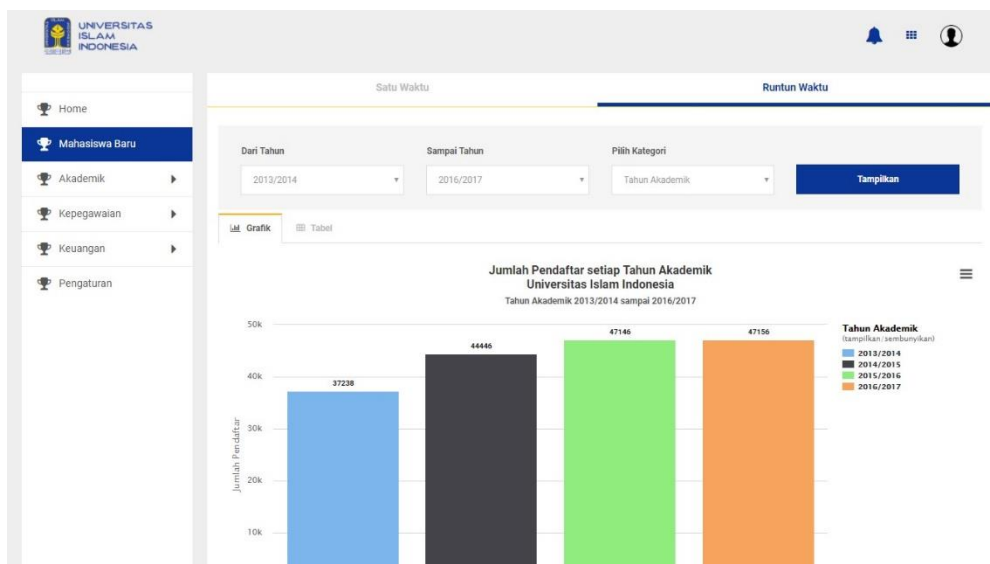 UNIVERSITAS
ISLAM
INDONESIA
Satu Waktu
Runtun Waktu
Home
Mahasiswa Baru
Akademik
Kepegawaian
Keuangan
Pengaturan
Dari Tahun
Sampai Tahun
Pilih Kategori
2013/2014
2016/2017
Tahun Akademik
Tampilkan
Grafik
Tabel
Jumlah Pendaftar setiap Tahun Akademik
Universitas Islam Indonesia
Tahun Akademik 2013/2014 sampai 2016/2017
Jumlah Pendaftar
50k
40k
30k
20k
10k
37238
44446
47146
47156
Tahun Akademik
(tampilkan/sembunyikan)
2013/2014
2014/2015
2015/2016
2016/2017